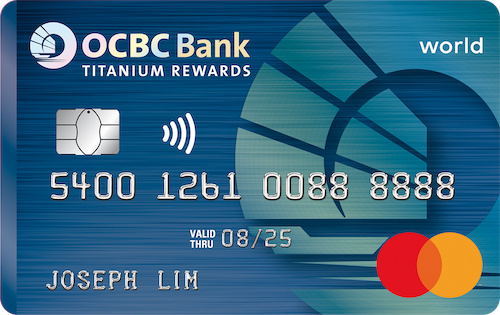 OCBC Bank
TITANIUM REWARDS
world
5400 1261 0088 8888
VALID
THRU 08/25
JOSEPH LIM